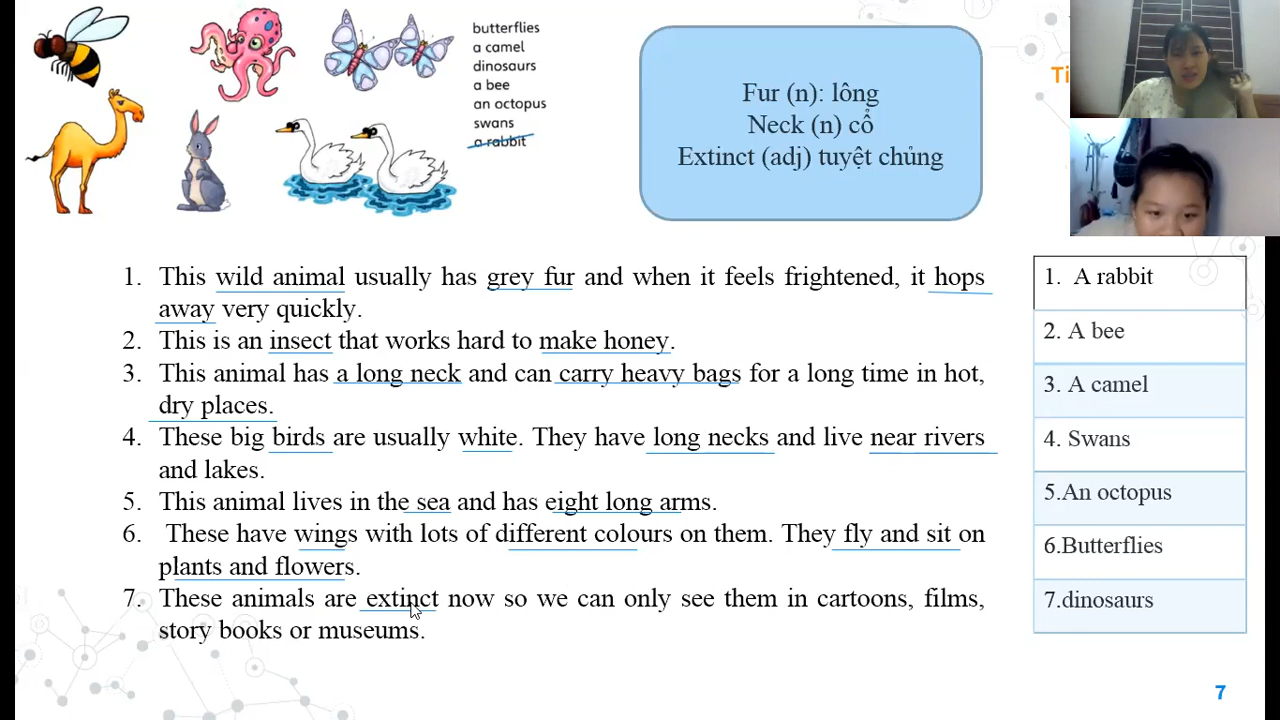 butterflies
a camel
dinosaurs
a bee
an octopus
swans
a rabbit
Fur (n): lông
Neck (n) cổ
Extinct (adj) tuyệt chủng
1. This wild animal usually has grey fur and when it feels frightened, it hops
away very quickly.
2. This is an insect that works hard to make honey.
3. This animal has a long neck and can carry heavy bags for a long time in hot,
dry places.
4. These big birds are usually white. They have long necks and live near rivers
and lakes.
5. This animal lives in the sea and has eight long arms.
6. These have wings with lots of different colours on them. They fly and sit on
plants and flowers.
7. These animals are extinct now so we can only see them in cartoons, films,
story books or museums.
1. A rabbit
2. A bee
3. A camel
4. Swans
5.An octopus
6.Butterflies
7.dinosaurs
7